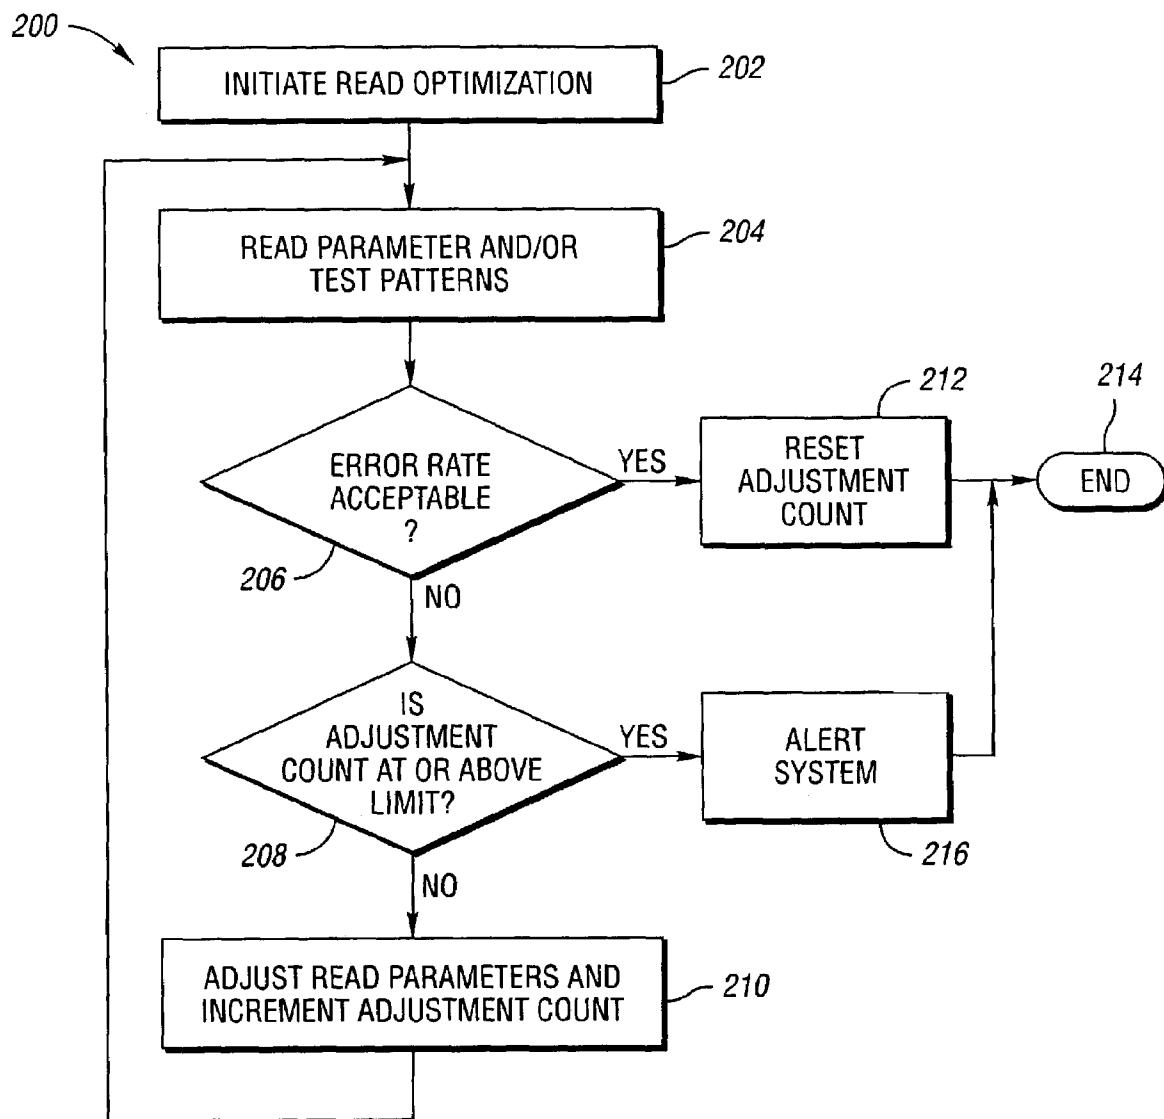 200
INITIATE READ OPTIMIZATION
202
READ PARAMETER AND/OR
TEST PATTERNS
204
ERROR RATE
ACCEPTABLE
?
206
YES
NO
RESET
ADJUSTMENT
COUNT
212
END
214
IS
ADJUSTMENT
COUNT AT OR ABOVE
LIMIT?
208
YES
NO
ALERT
SYSTEM
216
ADJUST READ PARAMETERS AND
INCREMENT ADJUSTMENT COUNT
210